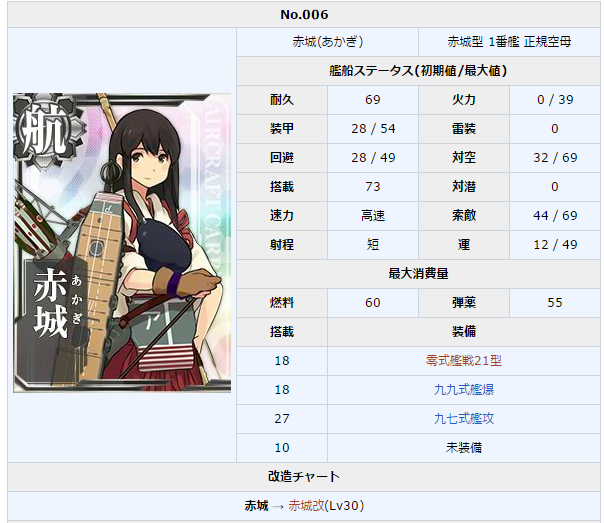 No.006
赤城(あかぎ)
赤城型 1番艦 正規空母
艦船ステータス(初期値/最大値)
耐久 69 火力 0 / 39
装甲 28 / 54 雷装 0
回避 28 / 49 対空 32 / 69
搭載 73 対潜 0
速力 高速 索敵 44 / 69
射程 短 運 12 / 49
最大消費量
燃料 60 弾薬 55
搭載 装備
18 零式艦戦21型
18 九九式艦爆
27 九七式艦攻
10 未装備
改造チャート
赤城 → 赤城改(Lv30)
航
AIRCRAFT CARR
赤城
あかぎ